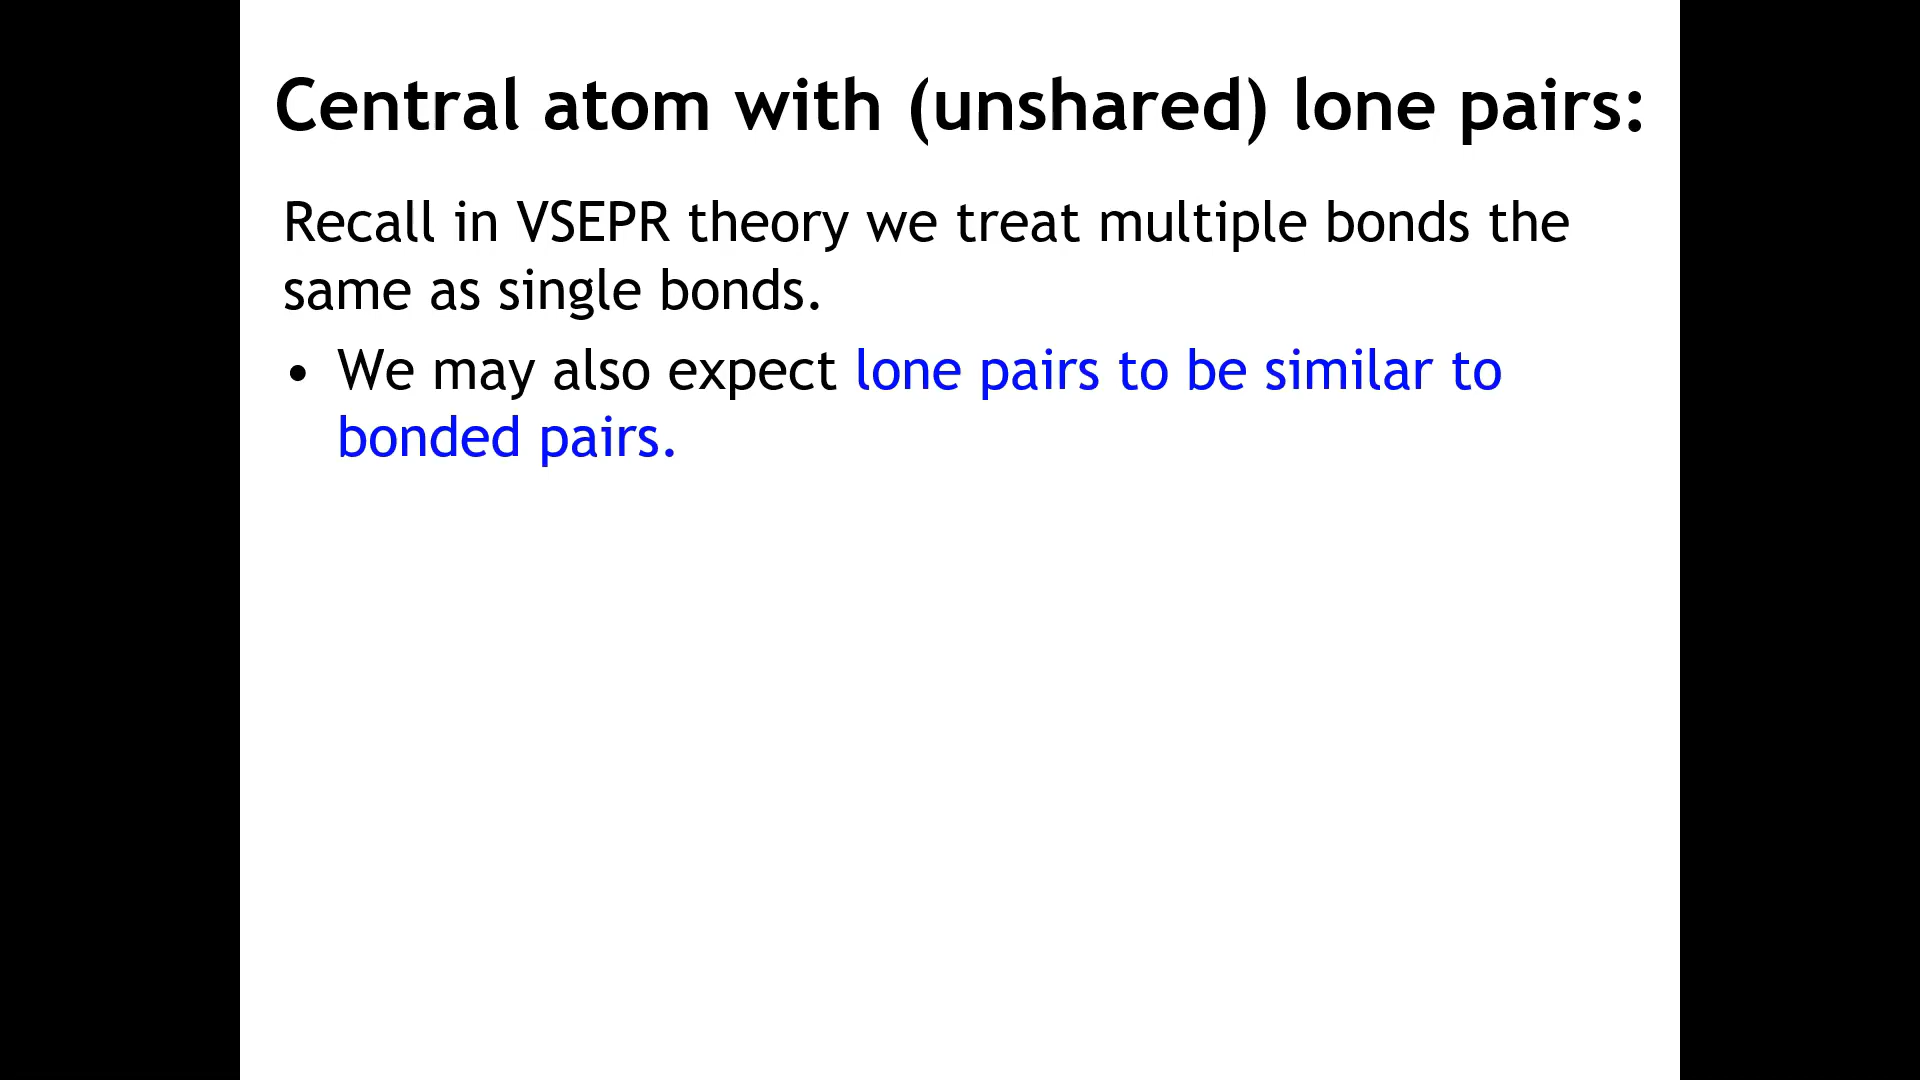 Central atom with (unshared) lone pairs:
Recall in VSEPR theory we treat multiple bonds the
same as single bonds.
• We may also expect lone pairs to be similar to
bonded pairs.